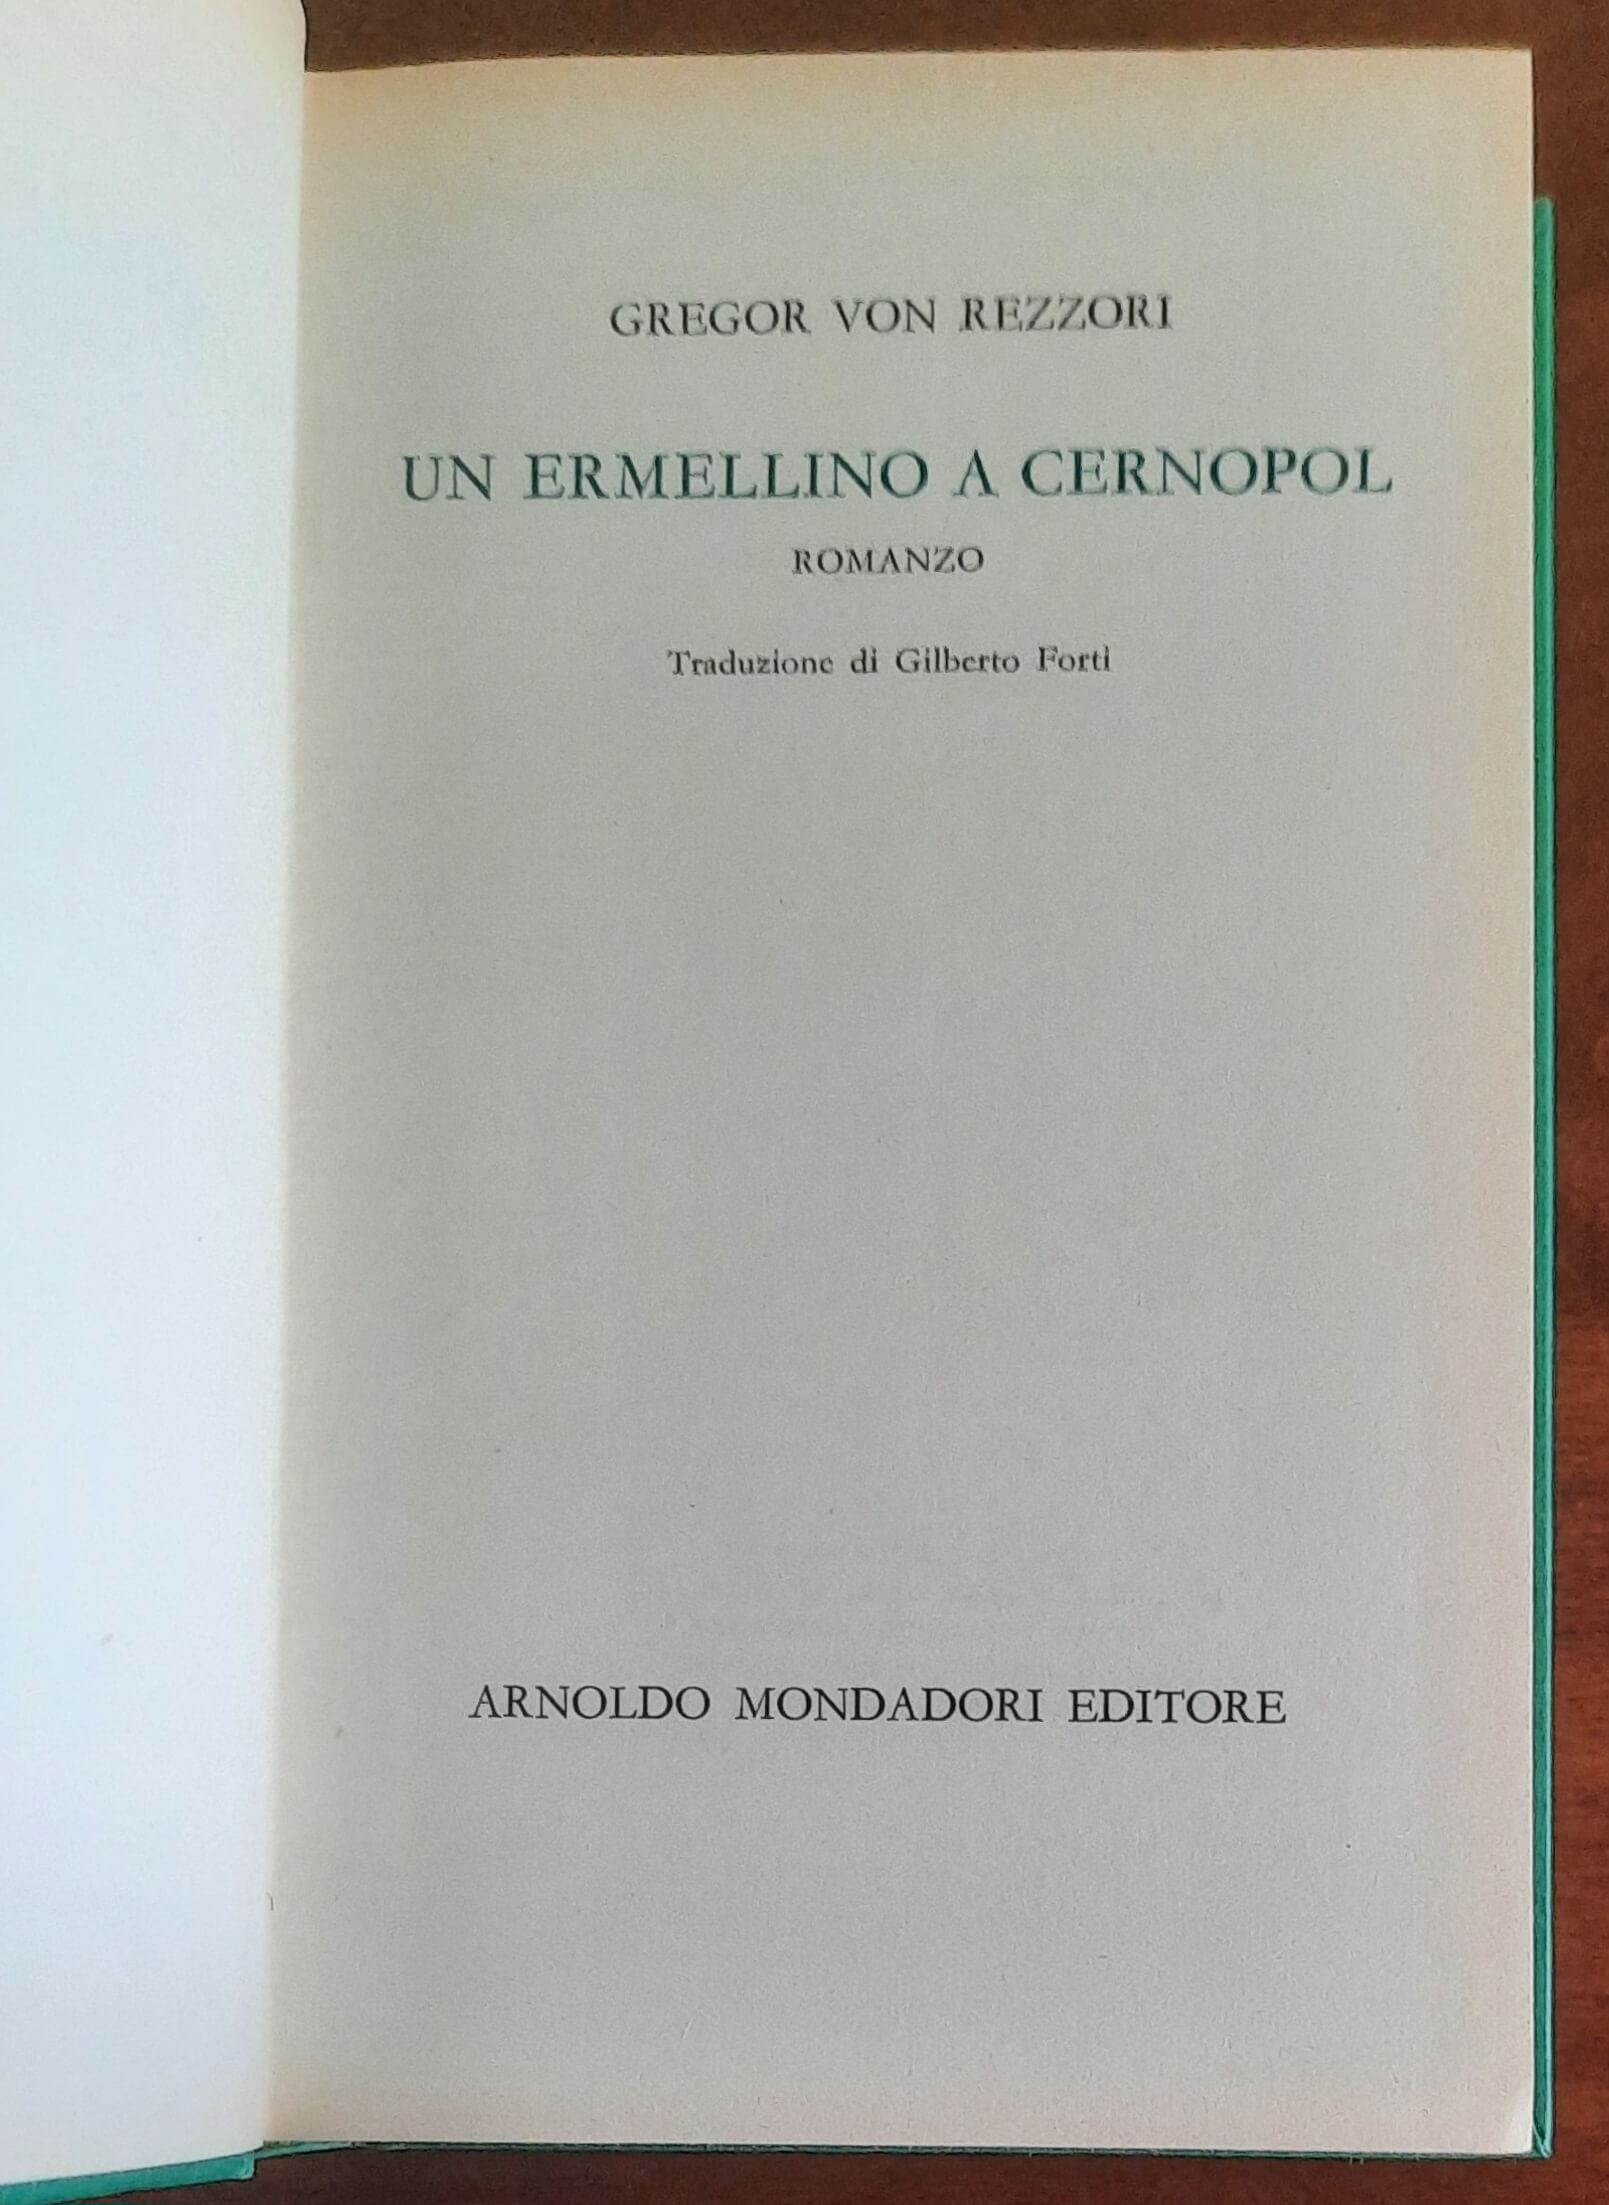 GREGOR VON REZZORI
UN ERMELLINO A CERNOPOL
ROMANZO
Traduzione di Gilberto Forti
ARNOLDO MONDADORI EDITORE